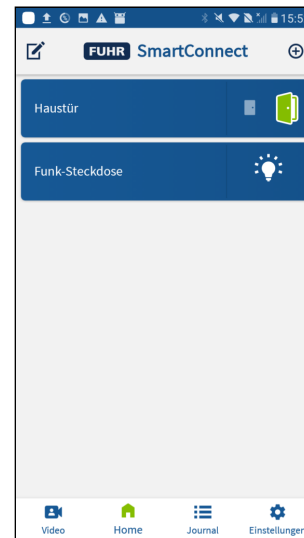 15:5
FUHR SmartConnect
Haustür
Funk-Steckdose
Video Home Journal Einstellungen